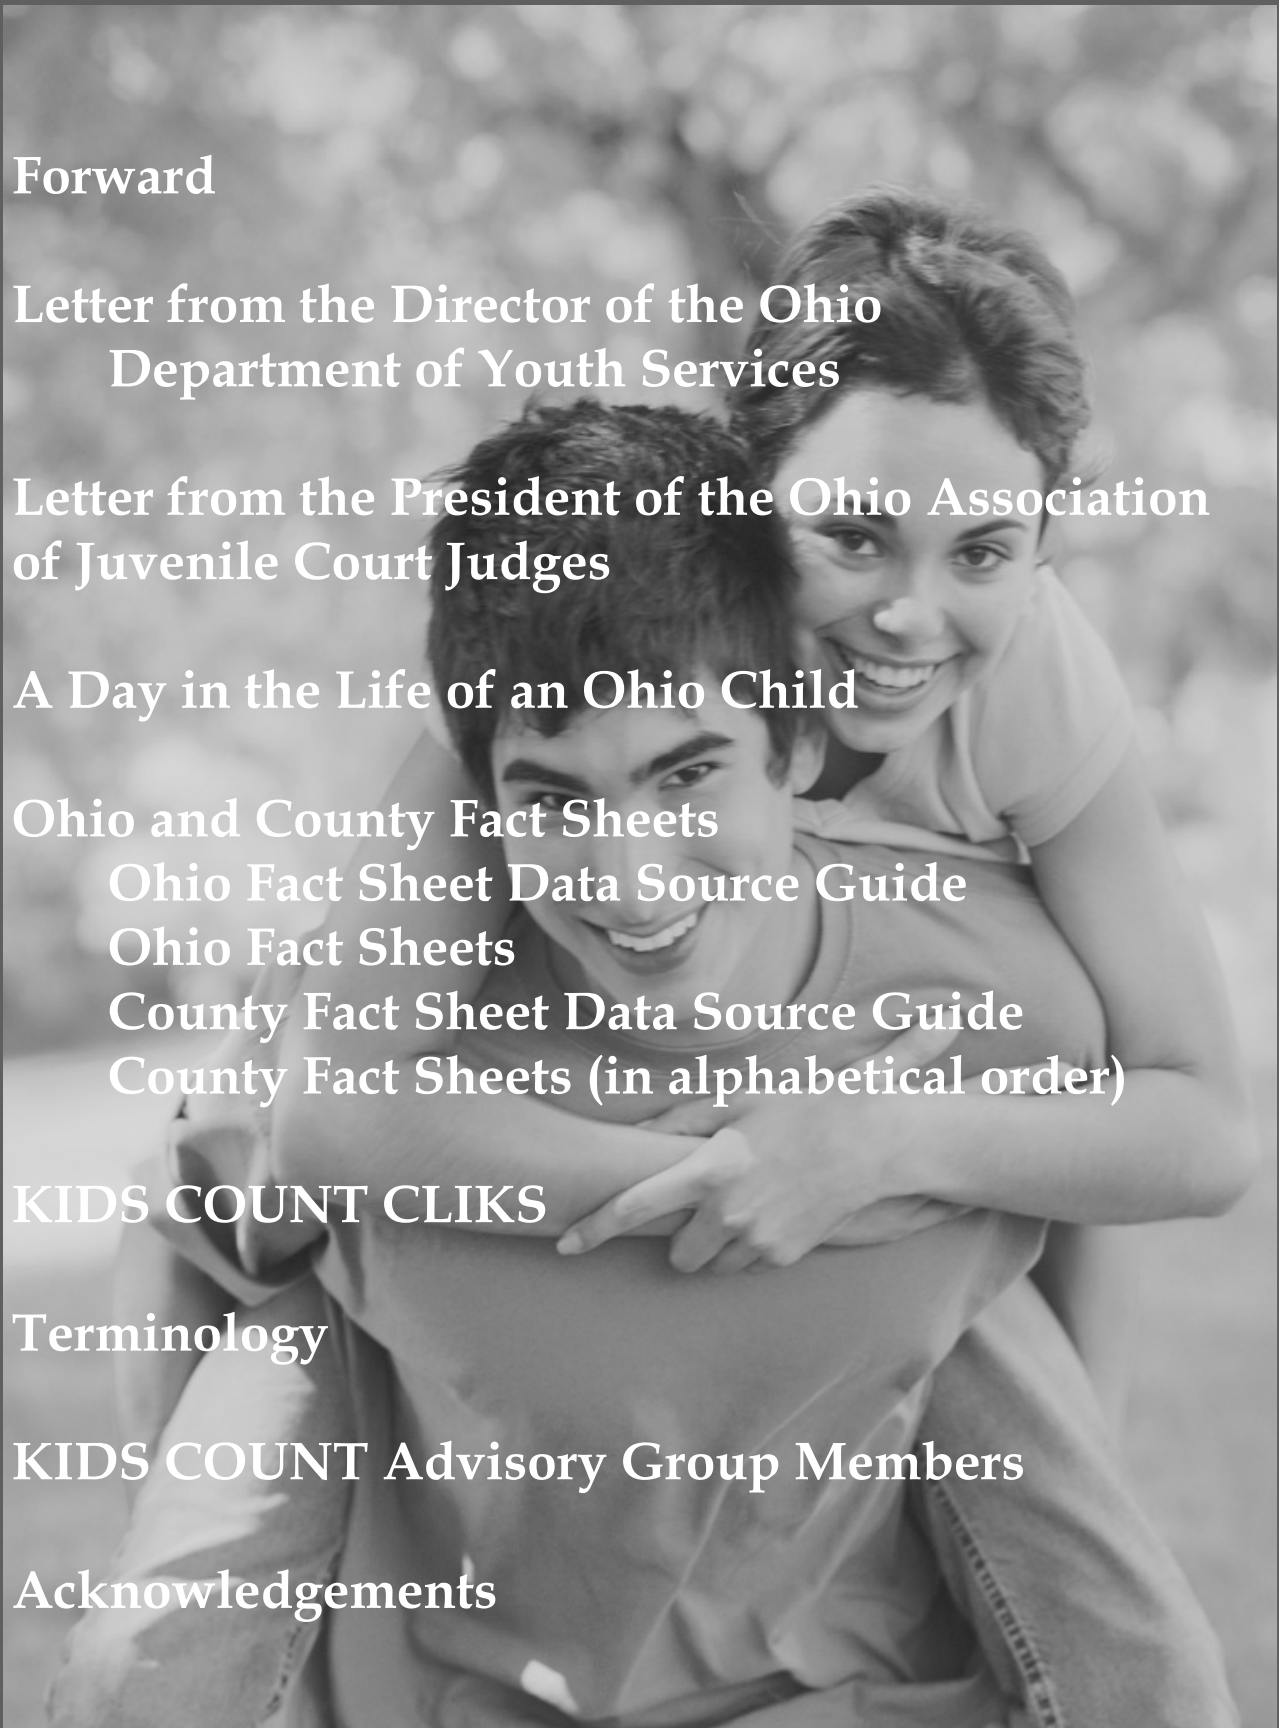 Forward
Letter from the Director of the Ohio
Department of Youth Services
Letter from the President of the Ohio Association
of Juvenile Court Judges
A Day in the Life of an Ohio Child
Ohio and County Fact Sheets
Ohio Fact Sheet Data Source Guide
Ohio Fact Sheets
County Fact Sheet Data Source Guide
County Fact Sheets (in alphabetical order)
KIDS COUNT CLIKS
Terminology
KIDS COUNT Advisory Group Members
Acknowledgements